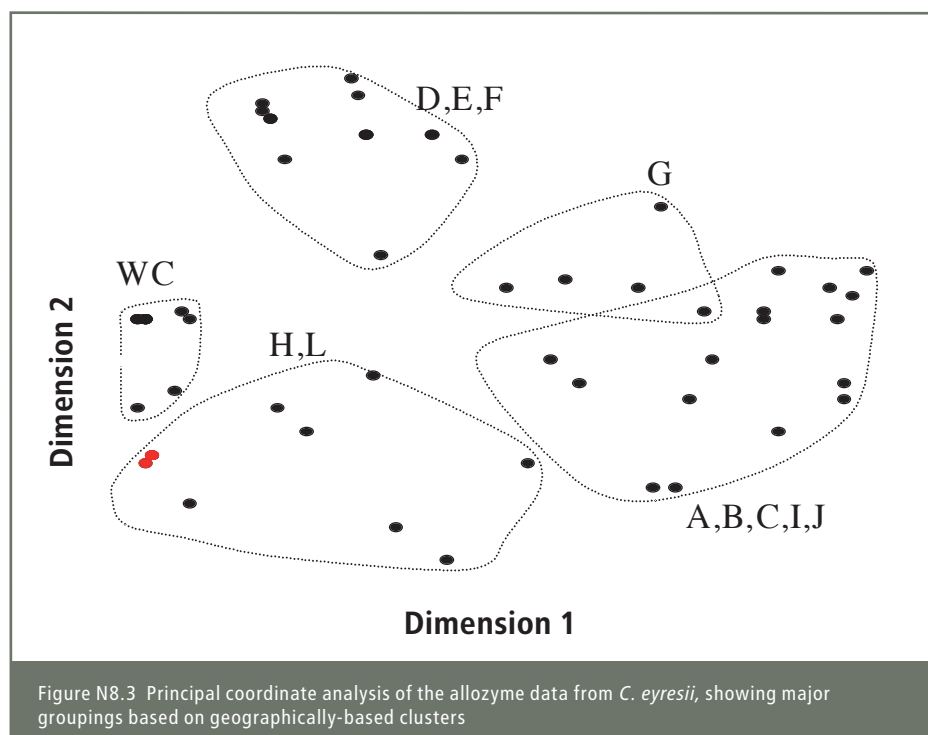 D,E,F
G
WC
H,L
A,B,C,I,J
Dimension 2
Dimension 1
Figure N8.3 Principal coordinate analysis of the allozyme data from C. eyresii, showing major
groupings based on geographically-based clusters